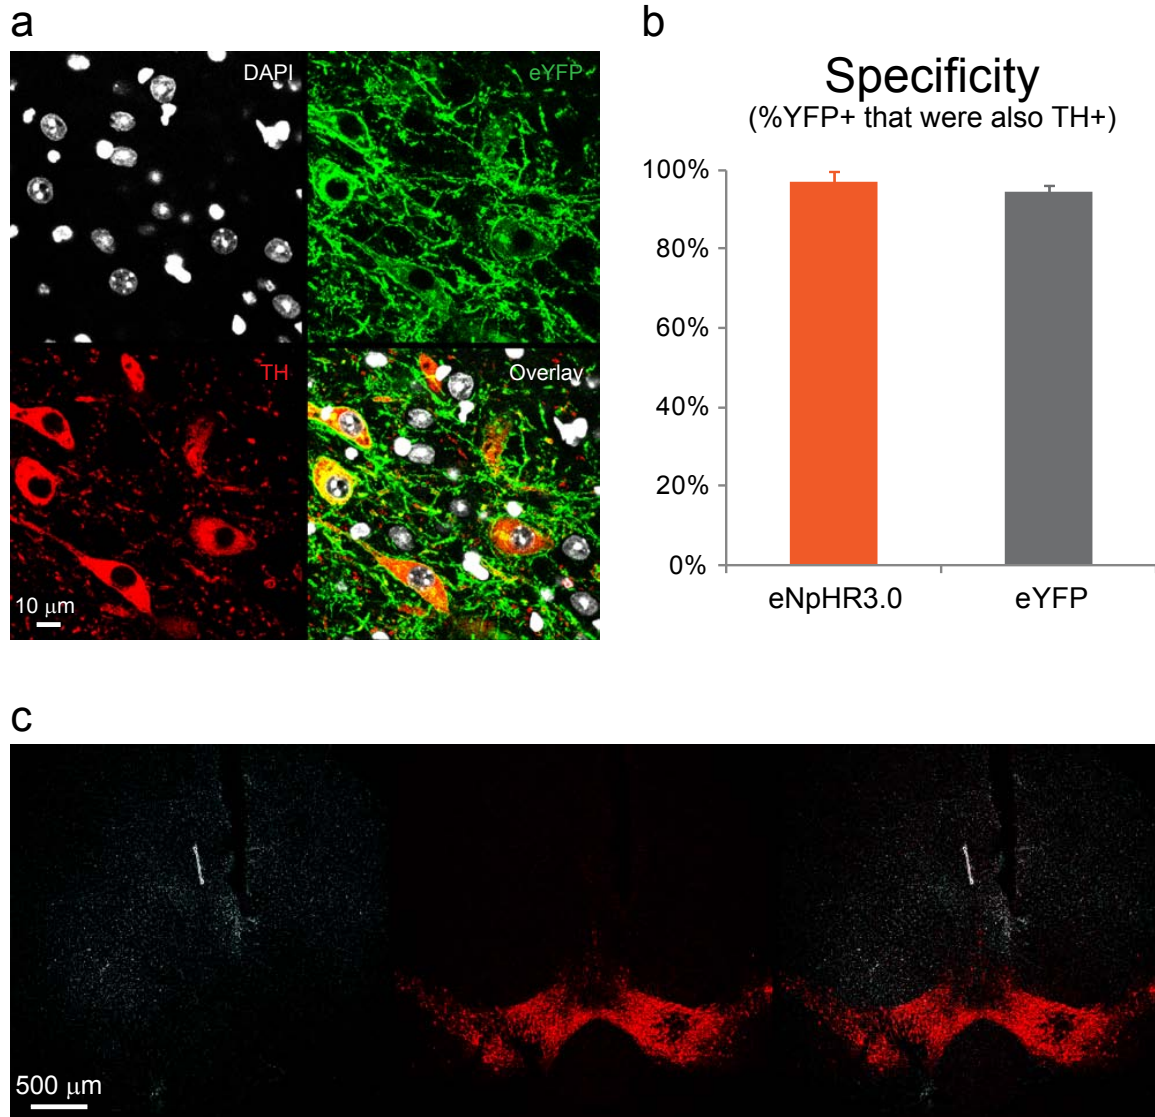 a
DAPI
eYFP
TH
Overlay
10 μm
b
Specificity
(%YFP+ that were also TH+)
100%
80%
60%
40%
20%
0%
eNpHR3.0
eYFP
c
500 μm